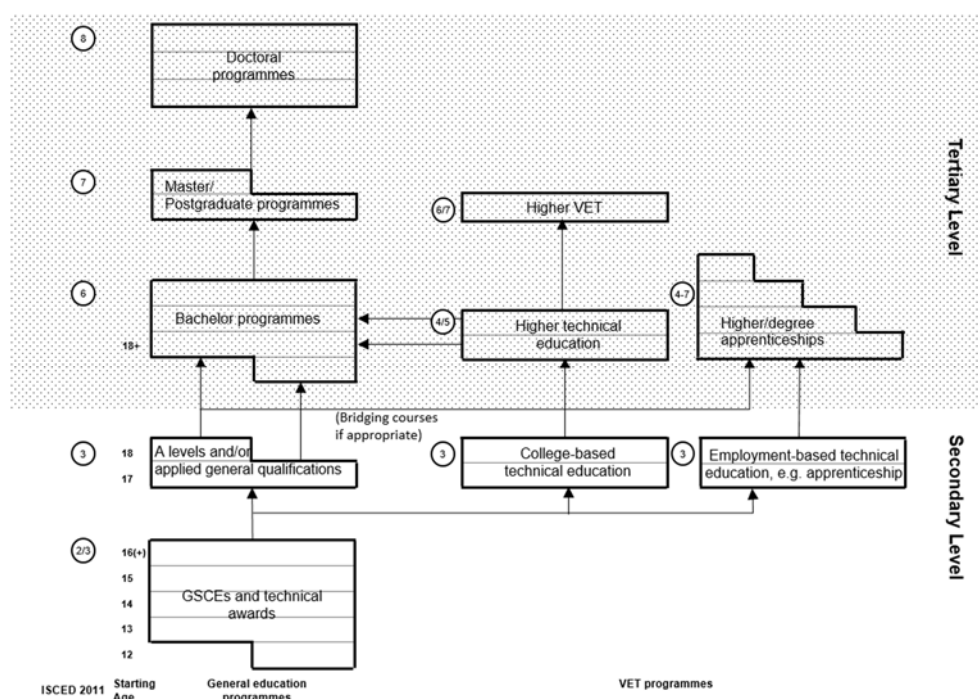 8
Doctoral
programmes
Tertiary Level
7
Master/
Postgraduate programmes
6/7
Higher VET
6
Bachelor programmes
18+
4/5
Higher technical
education
4-7
Higher/degree
apprenticeships
(Bridging courses
if appropriate)
Secondary Level
3
18
17
A levels and/or
applied general qualifications
3
College-based
technical education
3
Employment-based technical
education, e.g. apprenticeship
2/3
16(+)
15
14
13
12
GSCEs and technical
awards
ISCED 2011
Starting
Age
General education
programmes
VET programmes